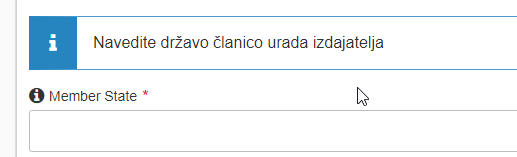 Navedite državo članico urada izdajatelja
Member State *